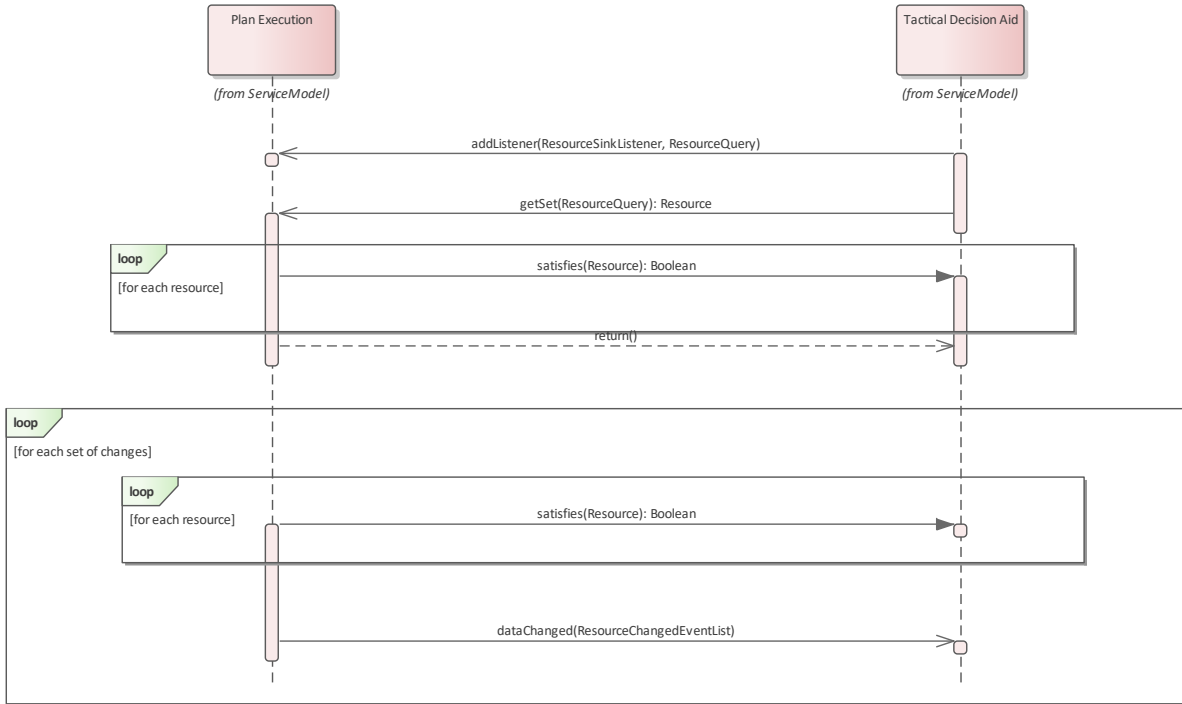 Plan Execution
Tactical Decision Aid
(from ServiceModel)
(from ServiceModel)
addListener(ResourceSinkListener, ResourceQuery)
getSet(ResourceQuery): Resource
loop
satisfies(Resource): Boolean
[for each resource]
return()
loop
[for each set of changes]
loop
satisfies(Resource): Boolean
[for each resource]
dataChanged(ResourceChangedEventList)